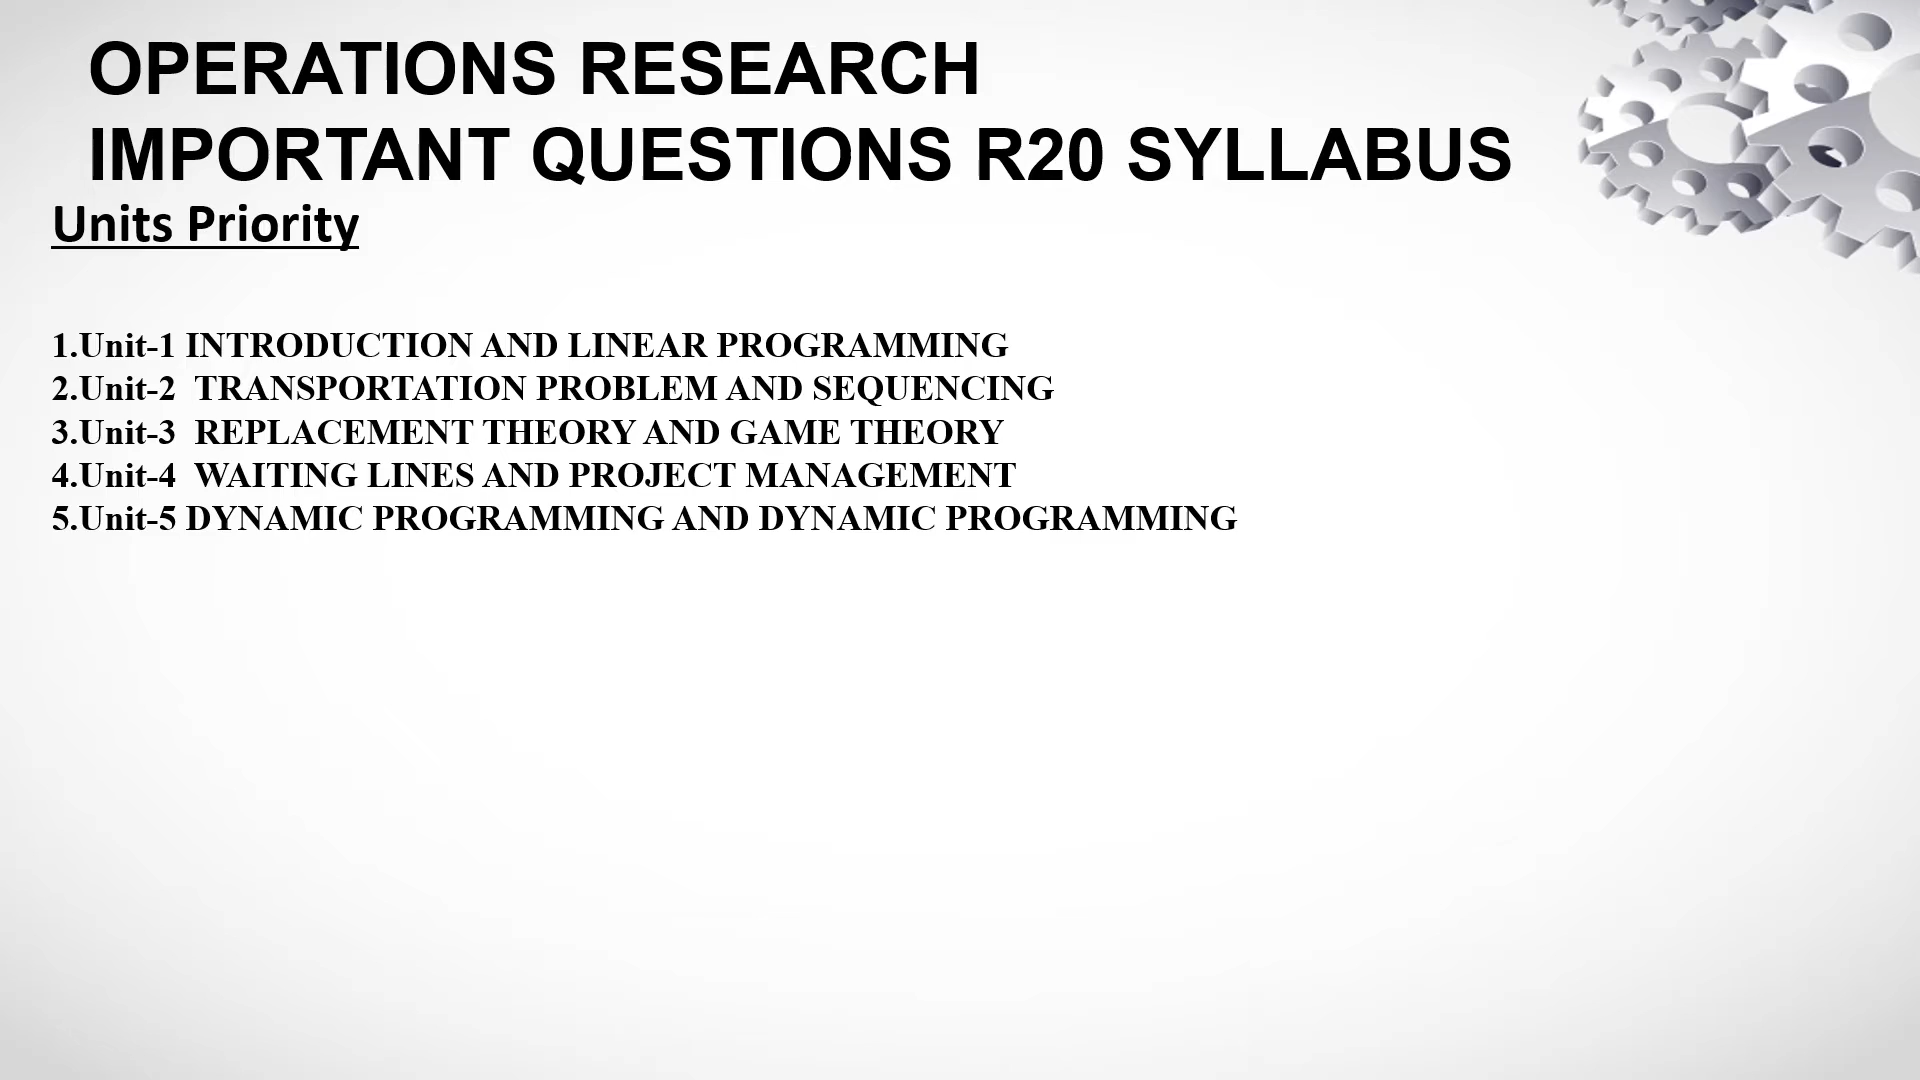 OPERATIONS RESEARCH
IMPORTANT QUESTIONS R20 SYLLABUS
Units Priority
1.Unit-1 INTRODUCTION AND LINEAR PROGRAMMING
2.Unit-2 TRANSPORTATION PROBLEM AND SEQUENCING
3.Unit-3 REPLACEMENT THEORY AND GAME THEORY
4.Unit-4 WAITING LINES AND PROJECT MANAGEMENT
5.Unit-5 DYNAMIC PROGRAMMING AND DYNAMIC PROGRAMMING